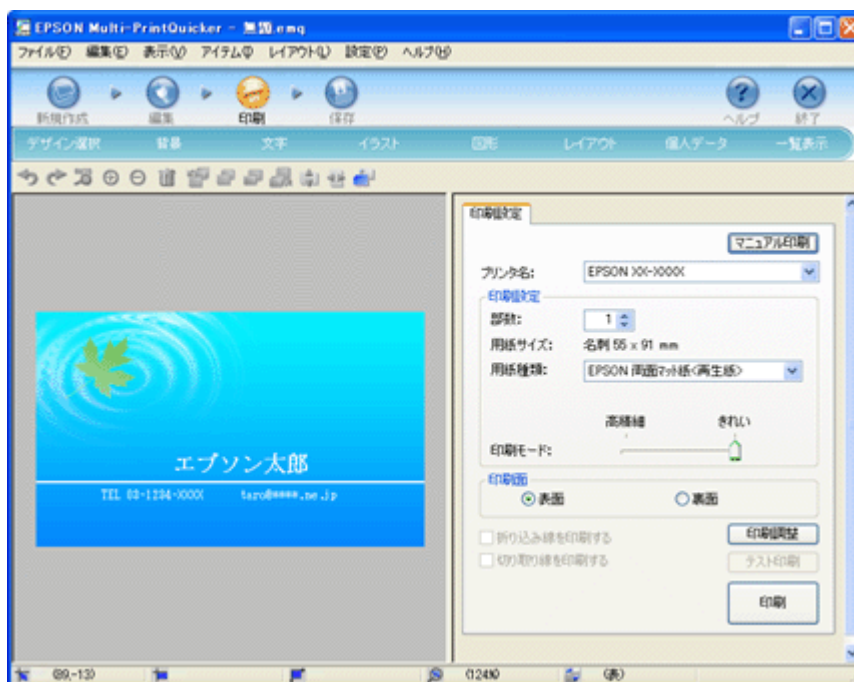 EPSON Multi-PrintQuicker - 無題.emq
ファイル(F) 編集(E) 表示(V) アイテム(I) レイアウト(L) 設定(P) ヘルプ(H)
新規作成 編集 印刷 保存 ヘルプ 終了
デザイン選択 背景 文字 イラスト 図形 レイアウト 個人データ 一覧表示
印刷設定
マニュアル印刷
プリンタ名: EPSON XX-XXXX
印刷設定
部数: 1
用紙サイズ: 名刺 55 x 91 mm
用紙種類: EPSON 両面マット紙<再生紙>
高精細 きれい
印刷モード:
印刷面
表面 裏面
折り込み線を印刷する 印刷調整
切り取り線を印刷する テスト印刷
印刷
エプソン太郎
TEL 03-1234-XXXX taro@****.ne.jp
(89,-13) (124%) (表)